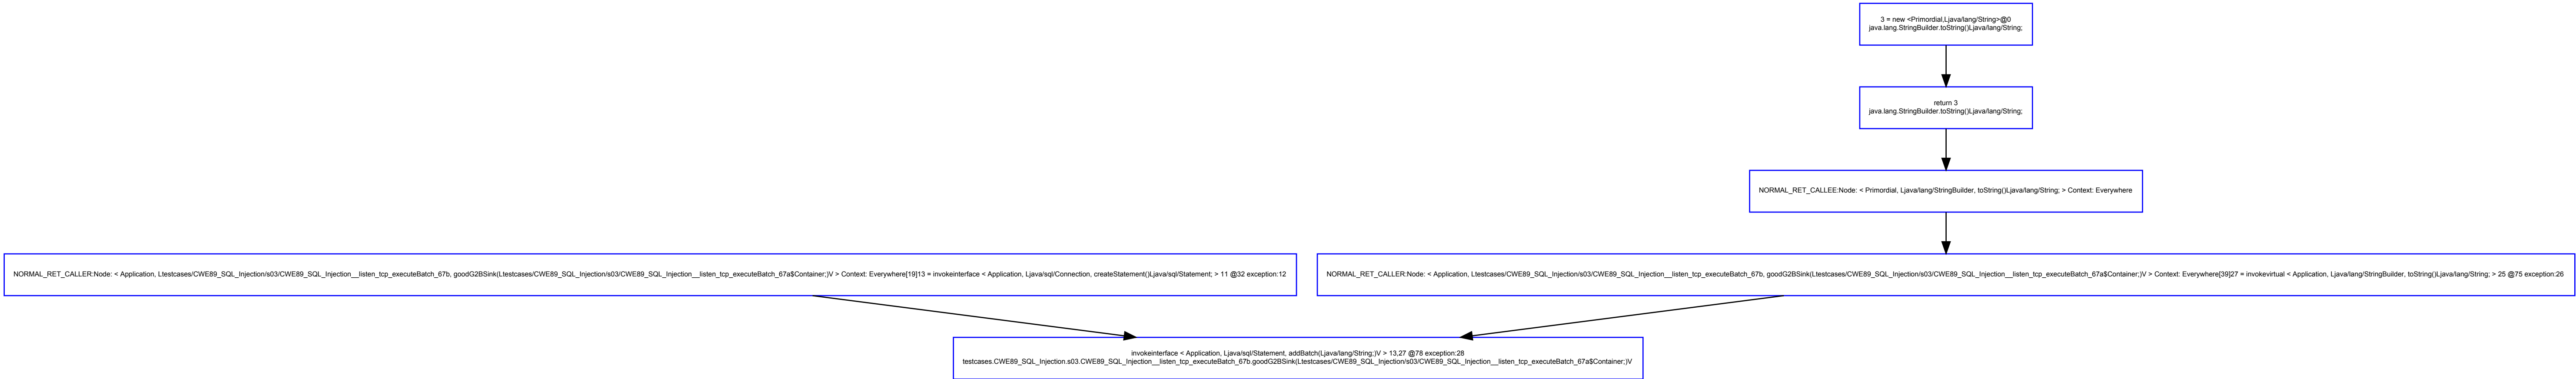 3 = new <Primordial,Ljava/lang/String>@0
java.lang.StringBuilder.toString()Ljava/lang/String;
return 3
java.lang.StringBuilder.toString()Ljava/lang/String;
NORMAL_RET_CALLEE:Node: < Primordial, Ljava/lang/StringBuilder, toString()Ljava/lang/String; > Context: Everywhere
NORMAL_RET_CALLER:Node: < Application, Ltestcases/CWE89_SQL_Injection/s03/CWE89_SQL_Injection__listen_tcp_executeBatch_67b, goodG2BSink(Ltestcases/CWE89_SQL_Injection/s03/CWE89_SQL_Injection__listen_tcp_executeBatch_67a$Container;)V > Context: Everywhere[19]13 = invokeinterface < Application, Ljava/sql/Connection, createStatement()Ljava/sql/Statement; > 11 @32 exception:12
NORMAL_RET_CALLER:Node: < Application, Ltestcases/CWE89_SQL_Injection/s03/CWE89_SQL_Injection__listen_tcp_executeBatch_67b, goodG2BSink(Ltestcases/CWE89_SQL_Injection/s03/CWE89_SQL_Injection__listen_tcp_executeBatch_67a$Container;)V > Context: Everywhere[39]27 = invokevirtual < Application, Ljava/lang/StringBuilder, toString()Ljava/lang/String; > 25 @75 exception:26
invokeinterface < Application, Ljava/sql/Statement, addBatch(Ljava/lang/String;)V > 13,27 @78 exception:28
testcases.CWE89_SQL_Injection.s03.CWE89_SQL_Injection__listen_tcp_executeBatch_67b.goodG2BSink(Ltestcases/CWE89_SQL_Injection/s03/CWE89_SQL_Injection__listen_tcp_executeBatch_67a$Container;)V